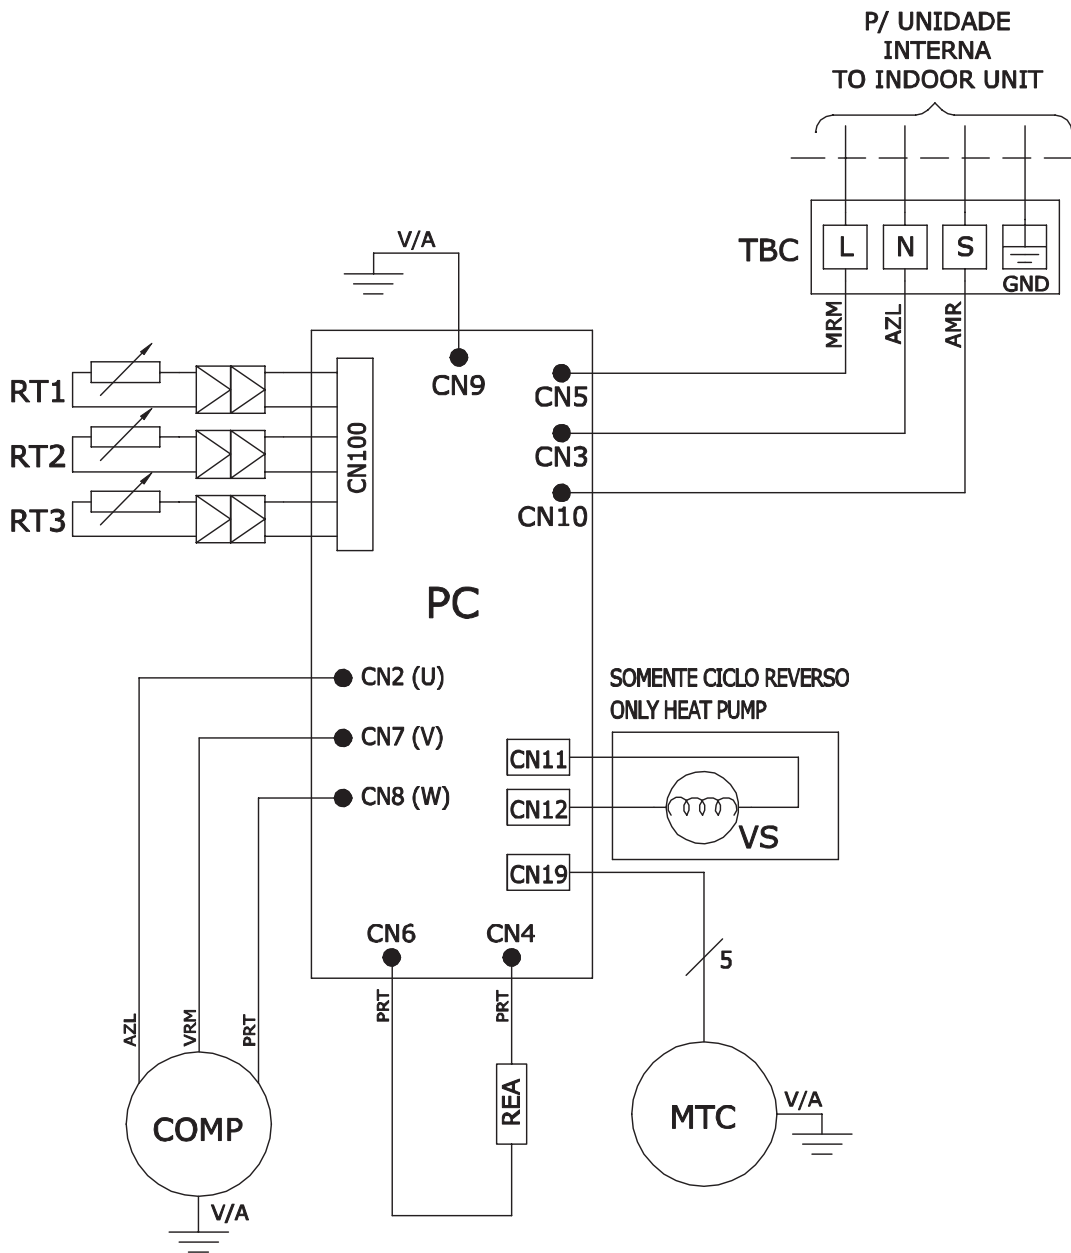 P/ UNIDADE
INTERNA
TO INDOOR UNIT
TBC
L
N
S
GND
MRM
AZL
AMR
V/A
CN9
CN5
CN3
CN10
RT1
RT2
RT3
CN100
PC
CN2 (U)
CN7 (V)
CN8 (W)
SOMENTE CICLO REVERSO
ONLY HEAT PUMP
CN11
CN12
VS
CN19
5
CN6
CN4
AZL
VRM
PRT
PRT
PRT
REA
COMP
V/A
MTC
V/A